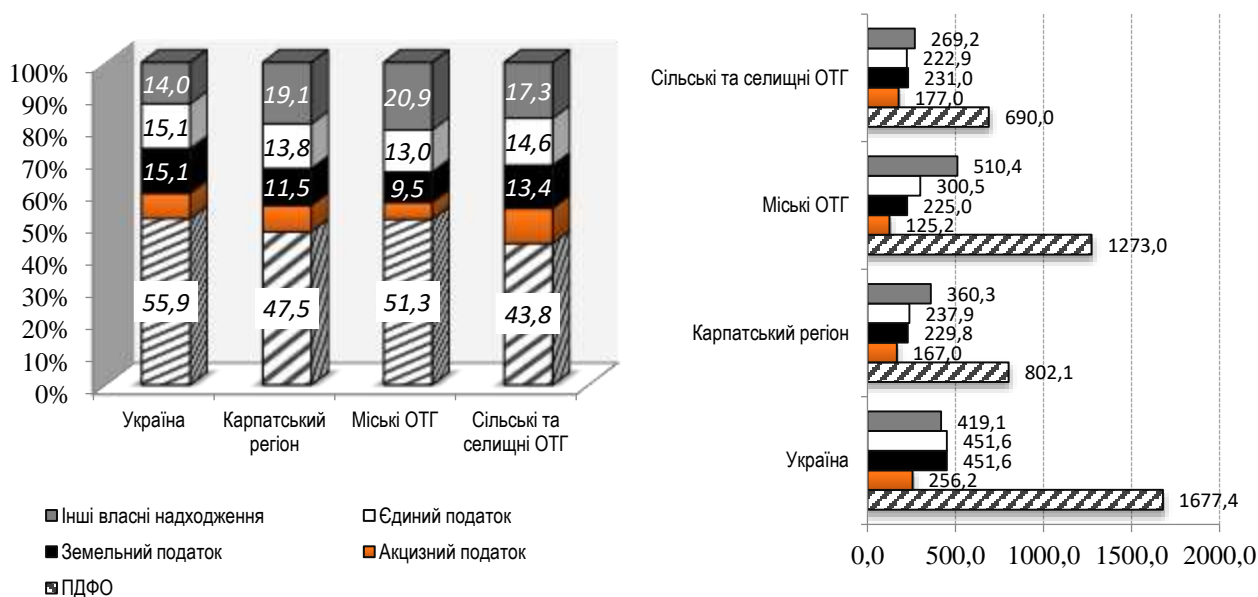 100%
90%
80%
70%
60%
50%
40%
30%
20%
10%
0%
14,0
15,1
15,1
55,9
19,1
13,8
11,5
47,5
20,9
13,0
9,5
51,3
17,3
14,6
13,4
43,8
Україна
Карпатський
регіон
Міські ОТГ
Сільські та
селищні ОТГ
Інші власні надходження
Єдиний податок
Земельний податок
Акцизний податок
ПДФО
Сільські та селищні ОТГ
269,2
222,9
231,0
177,0
690,0
Міські ОТГ
510,4
300,5
225,0
125,2
1273,0
Карпатський регіон
360,3
237,9
229,8
167,0
802,1
Україна
419,1
451,6
451,6
256,2
1677,4
0,0 500,0 1000,0 1500,0 2000,0